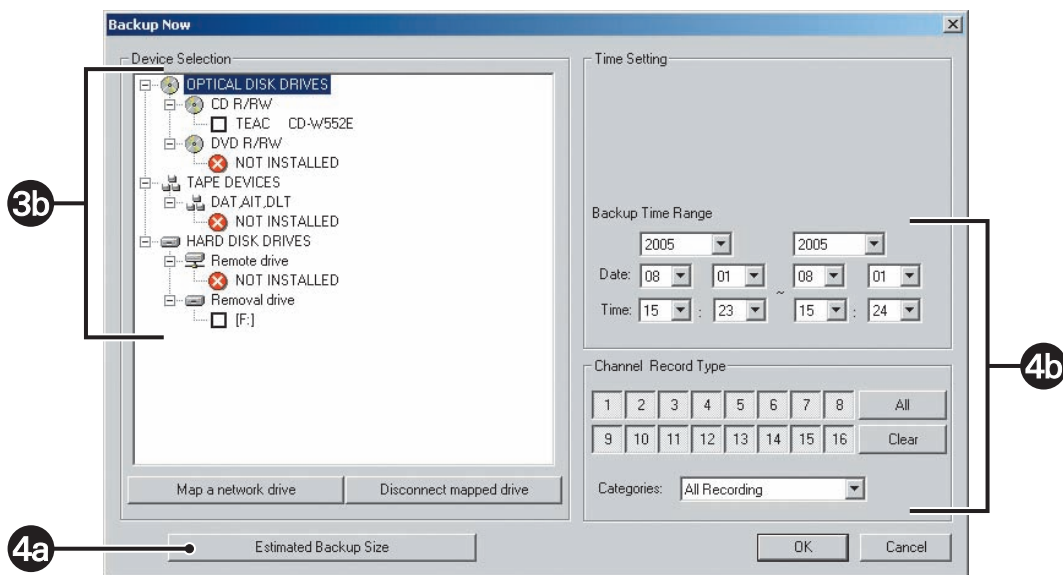 Backup Now
Device Selection
OPTICAL DISK DRIVES
CD R/RW
TEAC CD-W552E
DVD R/RW
NOT INSTALLED
TAPE DEVICES
DAT,AIT,DLT
NOT INSTALLED
HARD DISK DRIVES
Remote drive
NOT INSTALLED
Removal drive
[F:]
Map a network drive Disconnect mapped drive
Estimated Backup Size
Time Setting
Backup Time Range
2005 2005
Date: 08 01 ~ 08 01
Time: 15 : 23 15 : 24
Channel Record Type
1 2 3 4 5 6 7 8 All
9 10 11 12 13 14 15 16 Clear
Categories: All Recording
OK Cancel
3b
4a
4b